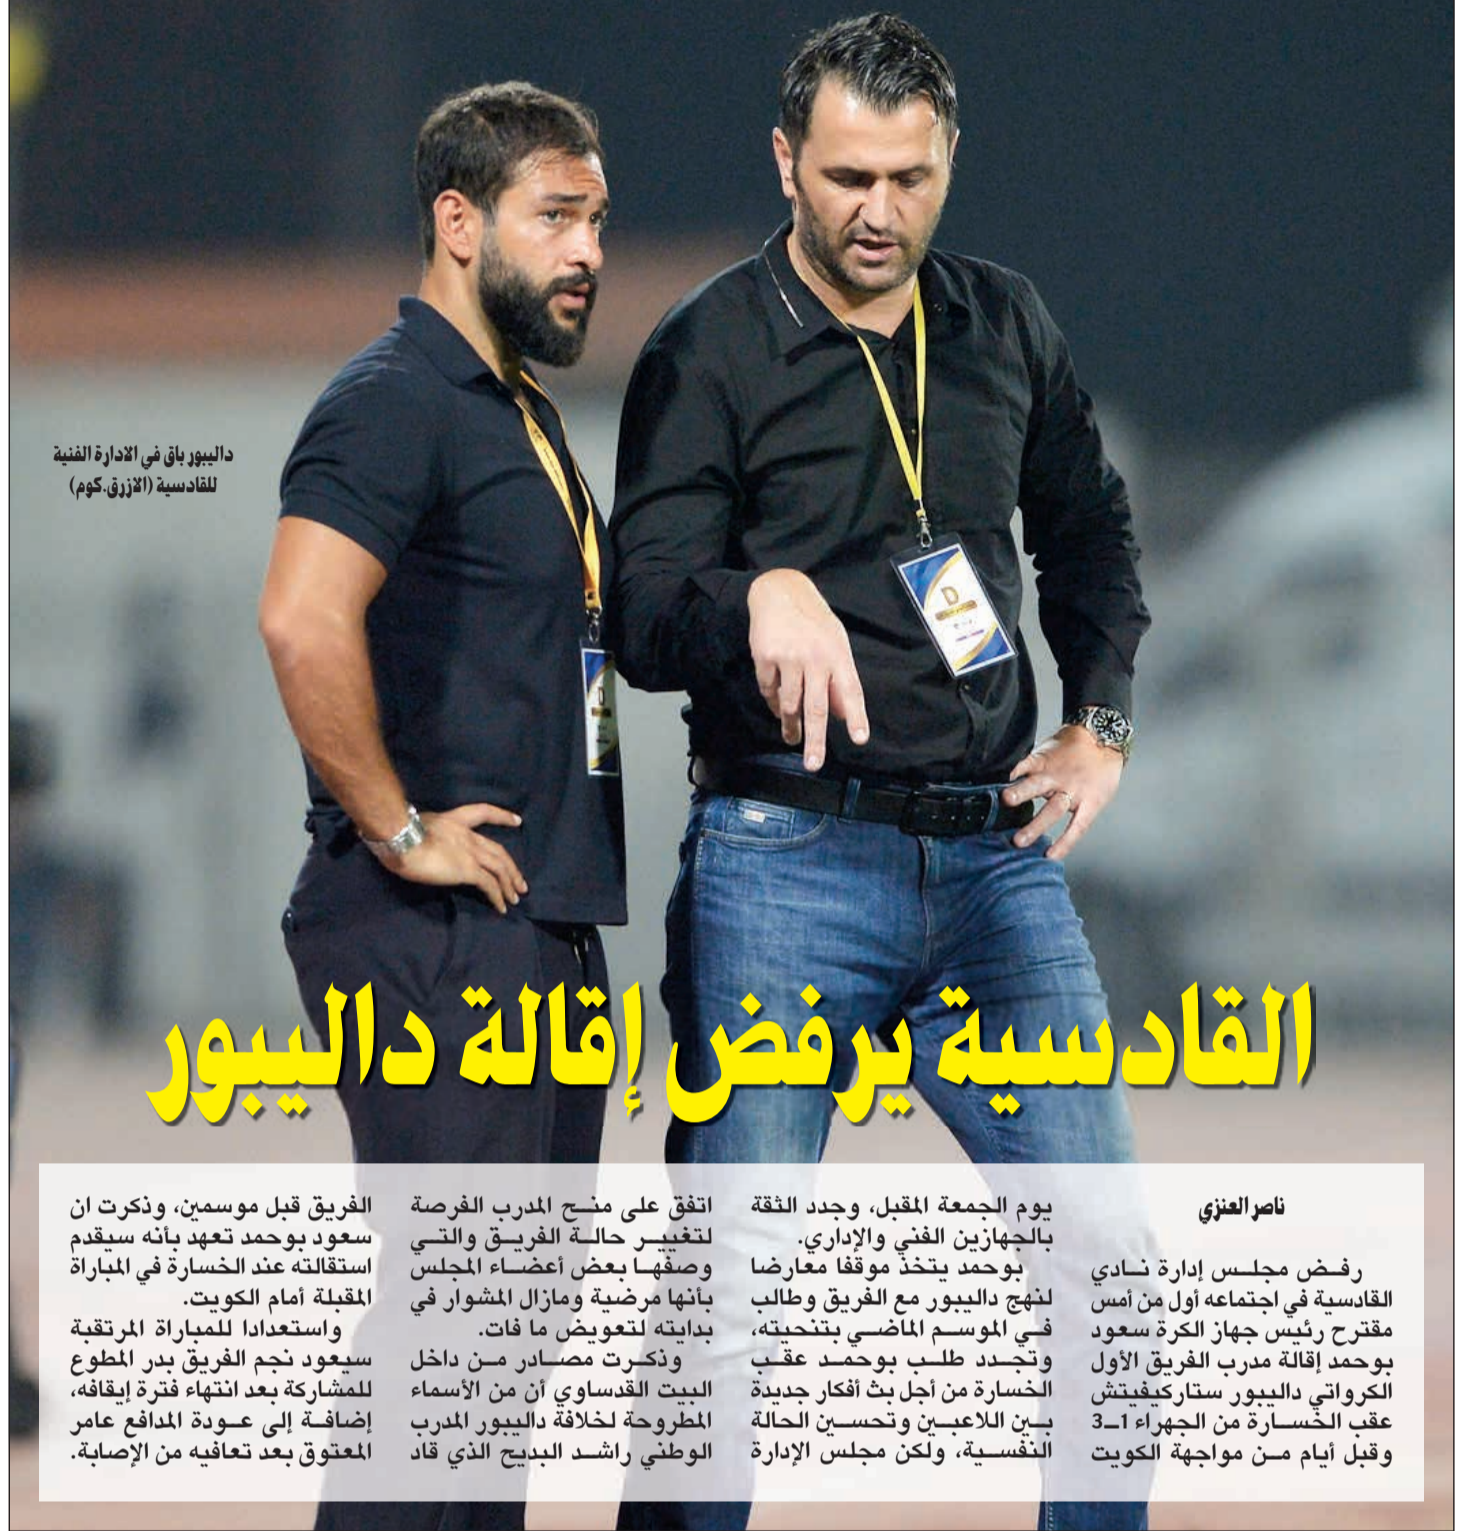 داليبور باق في الادارة الفنية
للقادسية (الازرق.كوم)
D
D
القادسية يرفض إقالة داليبور
ناصر العنزي
رفض مجلس إدارة نادي
القادسية في اجتماعه أول من أمس
مقترح رئيس جهاز الكرة سعود
بوحمد إقالة مدرب الفريق الأول
الكرواتي داليبور ستاركيفيتش
عقب الخسارة من الجهراء 1ـ3
وقبل أيام من مواجهة الكويت
يوم الجمعة المقبل، وجدد الثقة
بالجهازين الفني والإداري.
بوحمد يتخذ موقفا معارضا
لنهج داليبور مع الفريق وطالب
في الموسم الماضي بتنحيته،
وتجدد طلب بوحمد عقب
الخسارة من أجل بث أفكار جديدة
بين اللاعبين وتحسين الحالة
النفسية، ولكن مجلس الإدارة
اتفق على منح المدرب الفرصة
لتغيير حالة الفريق والتي
وصفها بعض أعضاء المجلس
بأنها مرضية ومازال المشوار في
بدايته لتعويض ما فات.
وذكرت مصادر من داخل
البيت القدساوي أن من الأسماء
المطروحة لخلافة داليبور المدرب
الوطني راشد البديح الذي قاد
الفريق قبل موسمين، وذكرت ان
سعود بوحمد تعهد بأنه سيقدم
استقالته عند الخسارة في المباراة
المقبلة أمام الكويت.
واستعدادا للمباراة المرتقبة
سيعود نجم الفريق بدر المطوع
للمشاركة بعد انتهاء فترة إيقافه،
إضافة إلى عودة المدافع عامر
المعتوق بعد تعافيه من الإصابة.